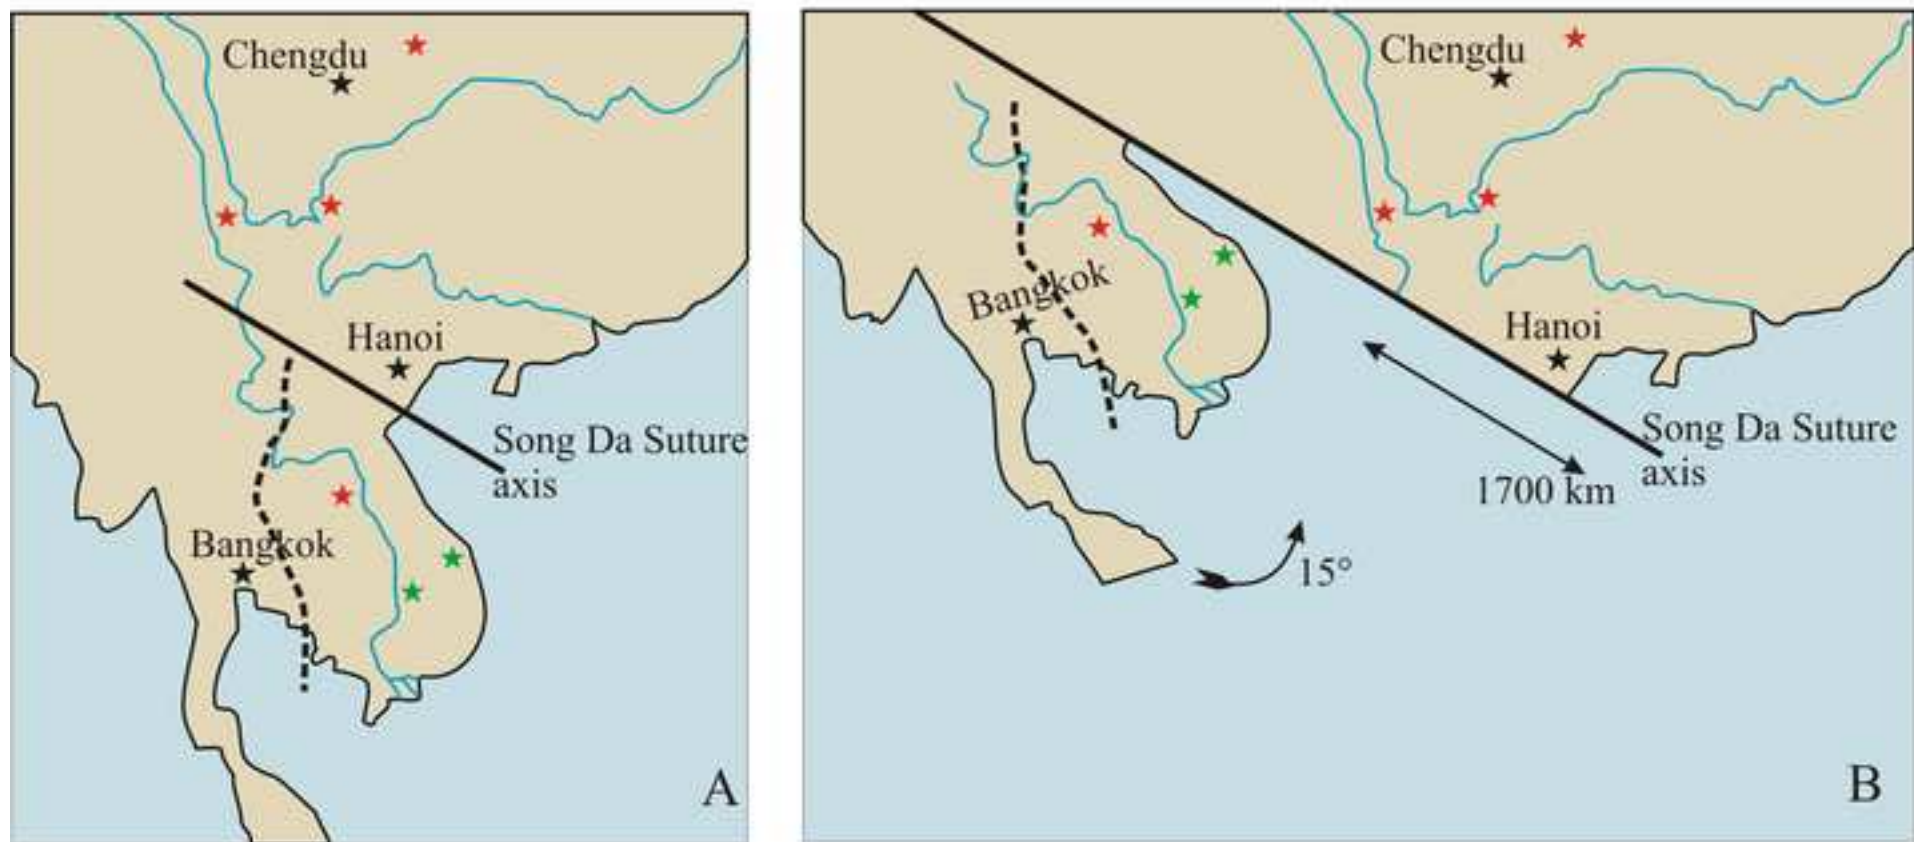 Chengdu
Hanoi
Song Da Suture
axis
Bangkok
A
Chengdu
Bangkok
Hanoi
Song Da Suture
axis
1700 km
15°
B